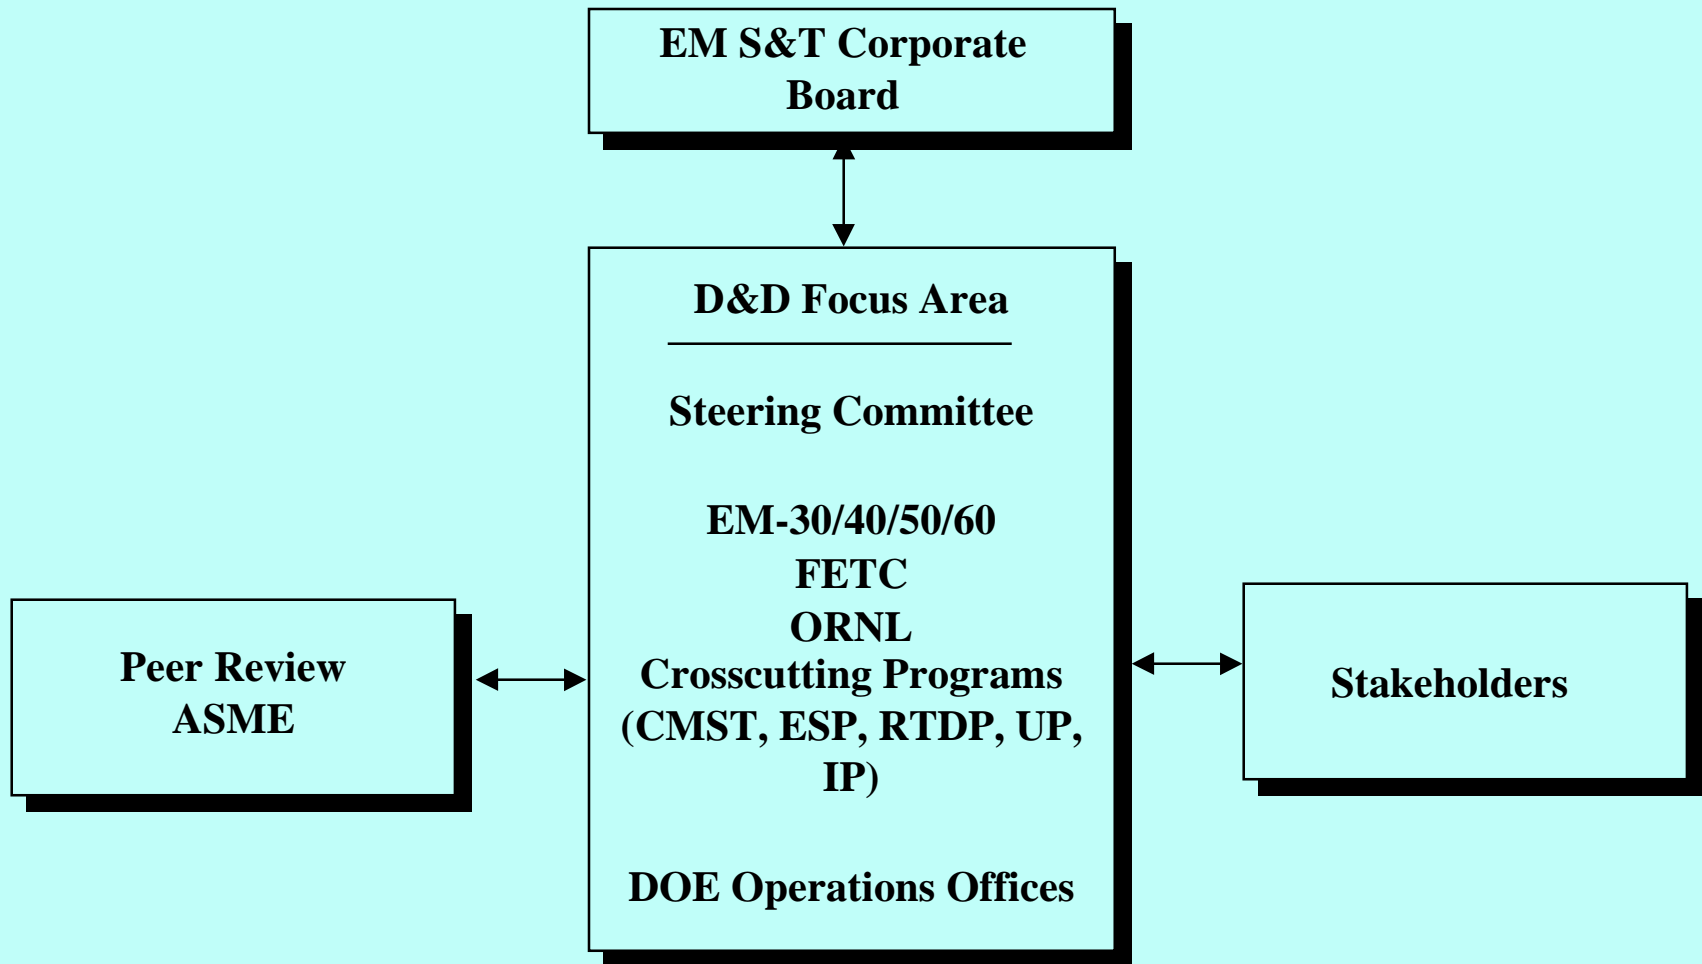 EM S&T Corporate
Board
D&D Focus Area
Steering Committee
EM-30/40/50/60
FETC
ORNL
Crosscutting Programs
(CMST, ESP, RTDP, UP,
IP)
DOE Operations Offices
Peer Review
ASME
Stakeholders